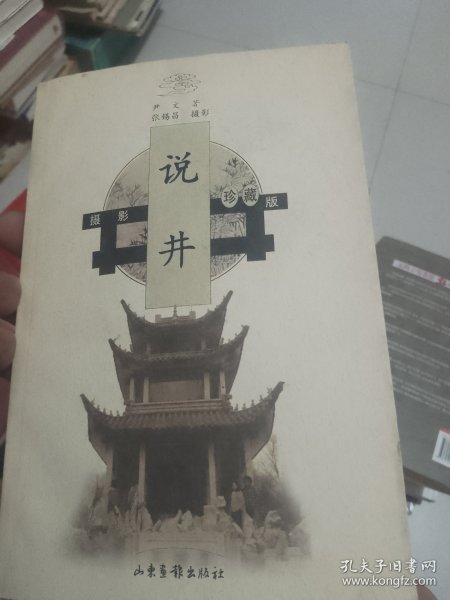 尹文 著
张锡昌 摄影
说井
摄影珍藏版
山东画报出版社
孔夫子旧书网
www.kongfz.com